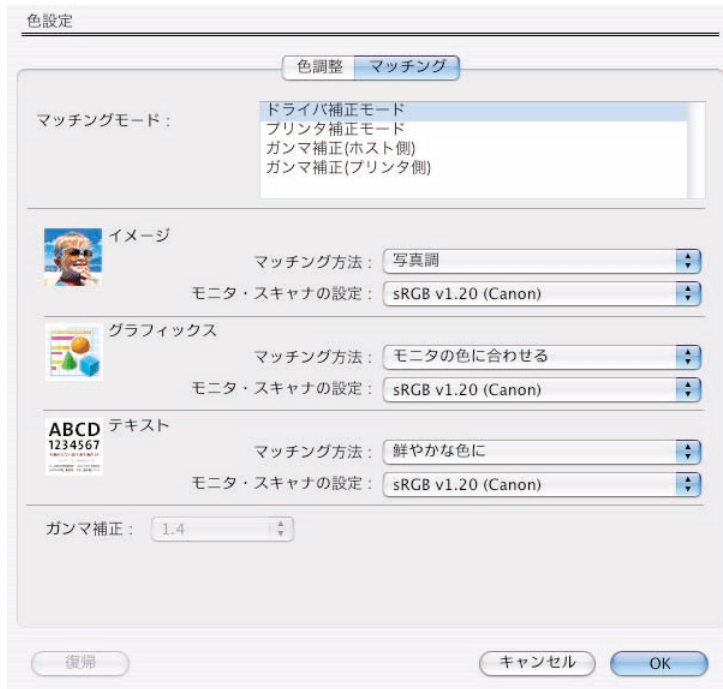 色設定
色調整 マッチング
マッチングモード：
ドライバ補正モード
プリンタ補正モード
ガンマ補正(ホスト側)
ガンマ補正(プリンタ側)
イメージ
マッチング方法： 写真調
モニタ・スキャナの設定： sRGB v1.20 (Canon)
グラフィックス
マッチング方法： モニタの色に合わせる
モニタ・スキャナの設定： sRGB v1.20 (Canon)
ABCD
1234567
テキスト
マッチング方法： 鮮やかな色に
モニタ・スキャナの設定： sRGB v1.20 (Canon)
ガンマ補正： 1.4
復帰 キャンセル OK